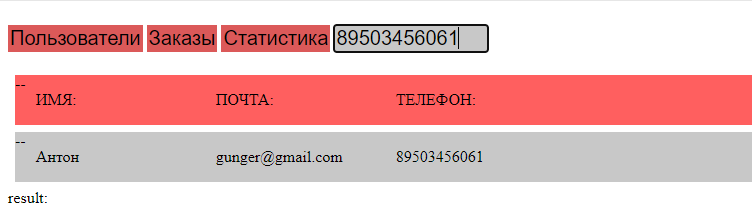 Пользователи Заказы Статистика 89503456061
--
ИМЯ: ПОЧТА: ТЕЛЕФОН:
--
Антон gunger@gmail.com 89503456061
result: